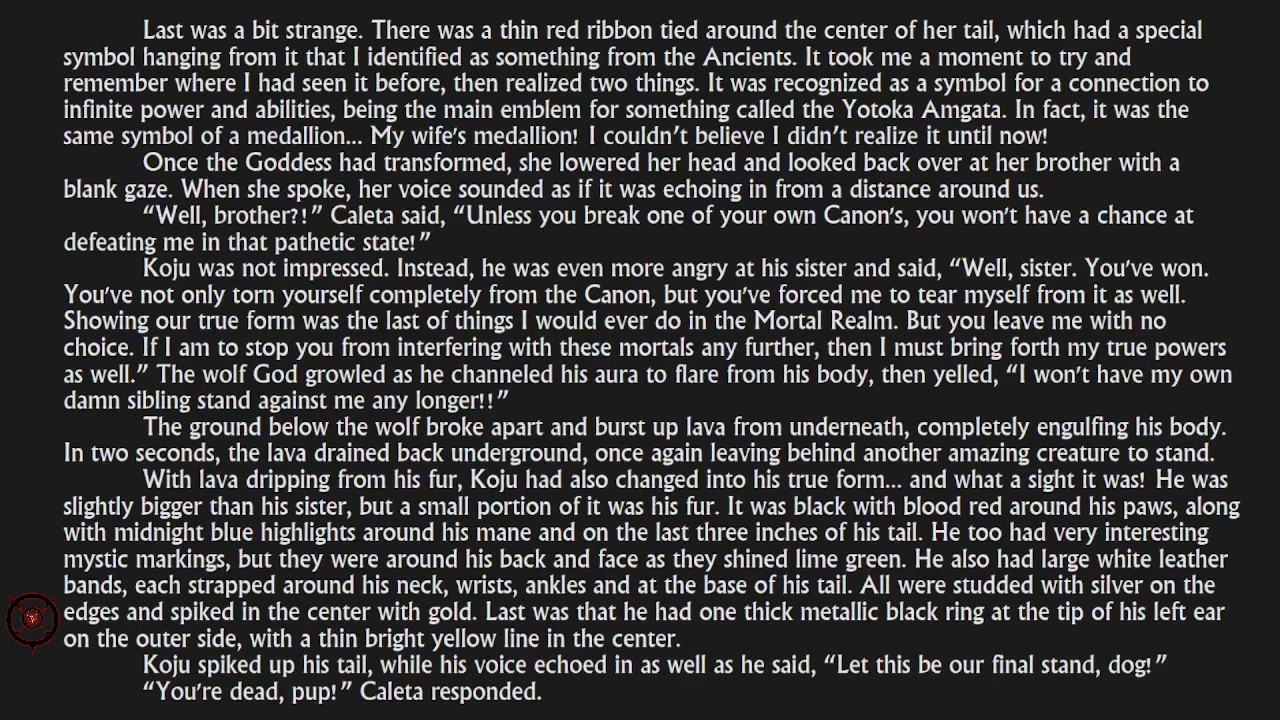 Last was a bit strange. There was a thin red ribbon tied around the center of her tail, which had a special
symbol hanging from it that I identified as something from the Ancients. It took me a moment to try and
remember where I had seen it before, then realized two things. It was recognized as a symbol for a connection to
infinite power and abilities, being the main emblem for something called the Yotoka Amgata. In fact, it was the
same symbol of a medallion... My wife's medallion! I couldn't believe I didn't realize it until now!
Once the Goddess had transformed, she lowered her head and looked back over at her brother with a
blank gaze. When she spoke, her voice sounded as if it was echoing in from a distance around us.
“Well, brother?!” Caleta said, “Unless you break one of your own Canon's, you won't have a chance at
defeating me in that pathetic state!”
Koju was not impressed. Instead, he was even more angry at his sister and said, “Well, sister. You've won.
You've not only torn yourself completely from the Canon, but you've forced me to tear myself from it as well.
Showing our true form was the last of things I would ever do in the Mortal Realm. But you leave me with no
choice. If I am to stop you from interfering with these mortals any further, then I must bring forth my true powers
as well.” The wolf God growled as he channeled his aura to flare from his body, then yelled, “I won't have my own
damn sibling stand against me any longer!!”
The ground below the wolf broke apart and burst up lava from underneath, completely engulfing his body.
In two seconds, the lava drained back underground, once again leaving behind another amazing creature to stand.
With lava dripping from his fur, Koju had also changed into his true form... and what a sight it was! He was
slightly bigger than his sister, but a small portion of it was his fur. It was black with blood red around his paws, along
with midnight blue highlights around his mane and on the last three inches of his tail. He too had very interesting
mystic markings, but they were around his back and face as they shined lime green. He also had large white leather
bands, each strapped around his neck, wrists, ankles and at the base of his tail. All were studded with silver on the
edges and spiked in the center with gold. Last was that he had one thick metallic black ring at the tip of his left ear
on the outer side, with a thin bright yellow line in the center.
Koju spiked up his tail, while his voice echoed in as well as he said, “Let this be our final stand, dog!”
“You're dead, pup!” Caleta responded.